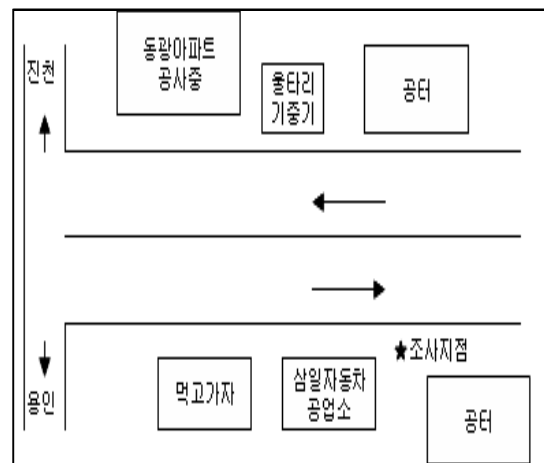 동광아파트
공사중
진천
울타리
기중기
공터
★조사지점
용인
먹고가자
삼일자동차
공업소
공터